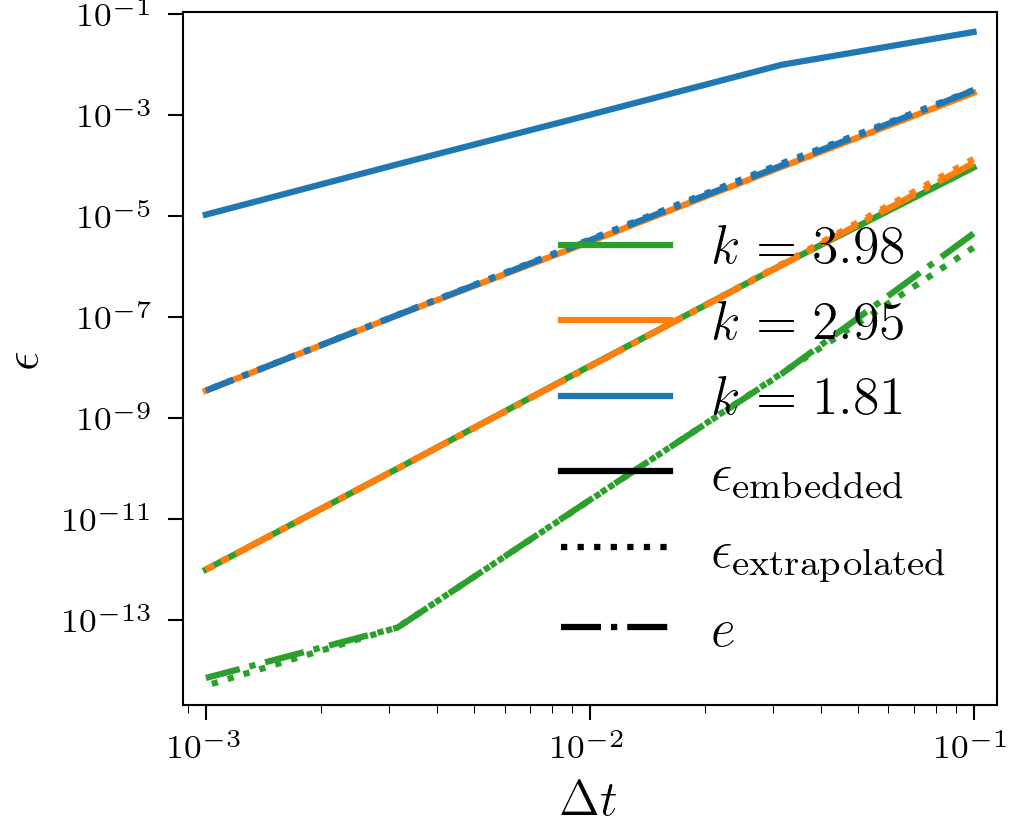 10⁻¹
10⁻³
10⁻⁵
10⁻⁷
10⁻⁹
10⁻¹¹
10⁻¹³
ϵ
k = 3.98
k = 2.95
k = 1.81
ϵ_embedded
ϵ_extrapolated
e
10⁻³ 10⁻² 10⁻¹
Δt